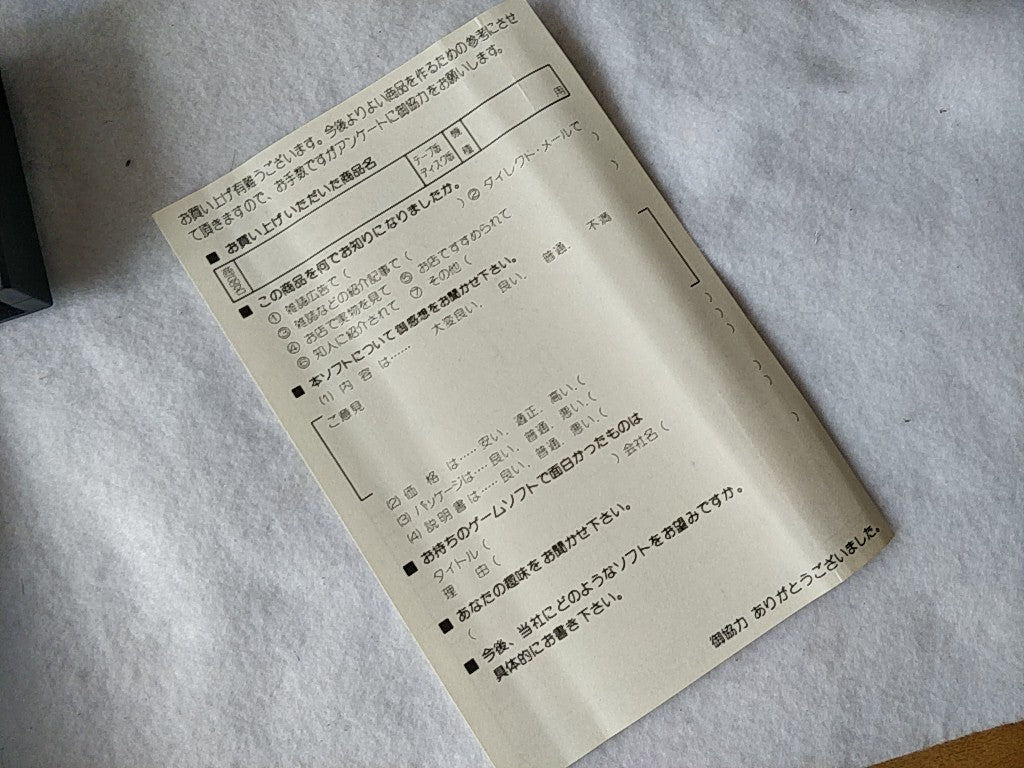 お買い上げ有難うございます。今後よりよい商品を作るための参考にさせ
て頂きますので、お手数ですがアンケートに御協力をお願いします。
■ お買い上げいただいた商品名
商品名 テープ版 ディスク版 機種 用
■ この商品を何でお知りになりましたか。
① 雑誌広告で ( ) ② ダイレクト・メールで
③ 雑誌などの紹介記事で ( )
④ お店で実物を見て ⑤ お店ですすめられて
⑥ 知人に紹介されて ⑦ その他 ( )
■ 本ソフトについて御感想をお聞かせ下さい。
(1) 内 容 は…… 大変良い. 良い. 普通. 不満
ご意見
(2) 価 格 は…… 安い. 適正. 高い.( )
(3) パッケージは…… 良い. 普通. 悪い.( )
(4) 説明書は…… 良い. 普通. 悪い.( )
■ お持ちのゲームソフトで面白かったものは
タイトル ( ) 会社名 ( )
理 由 ( )
■ あなたの趣味をお聞かせ下さい。
( )
■ 今後、当社にどのようなソフトをお望みですか。
具体的にお書き下さい。
御協力 ありがとうございました。